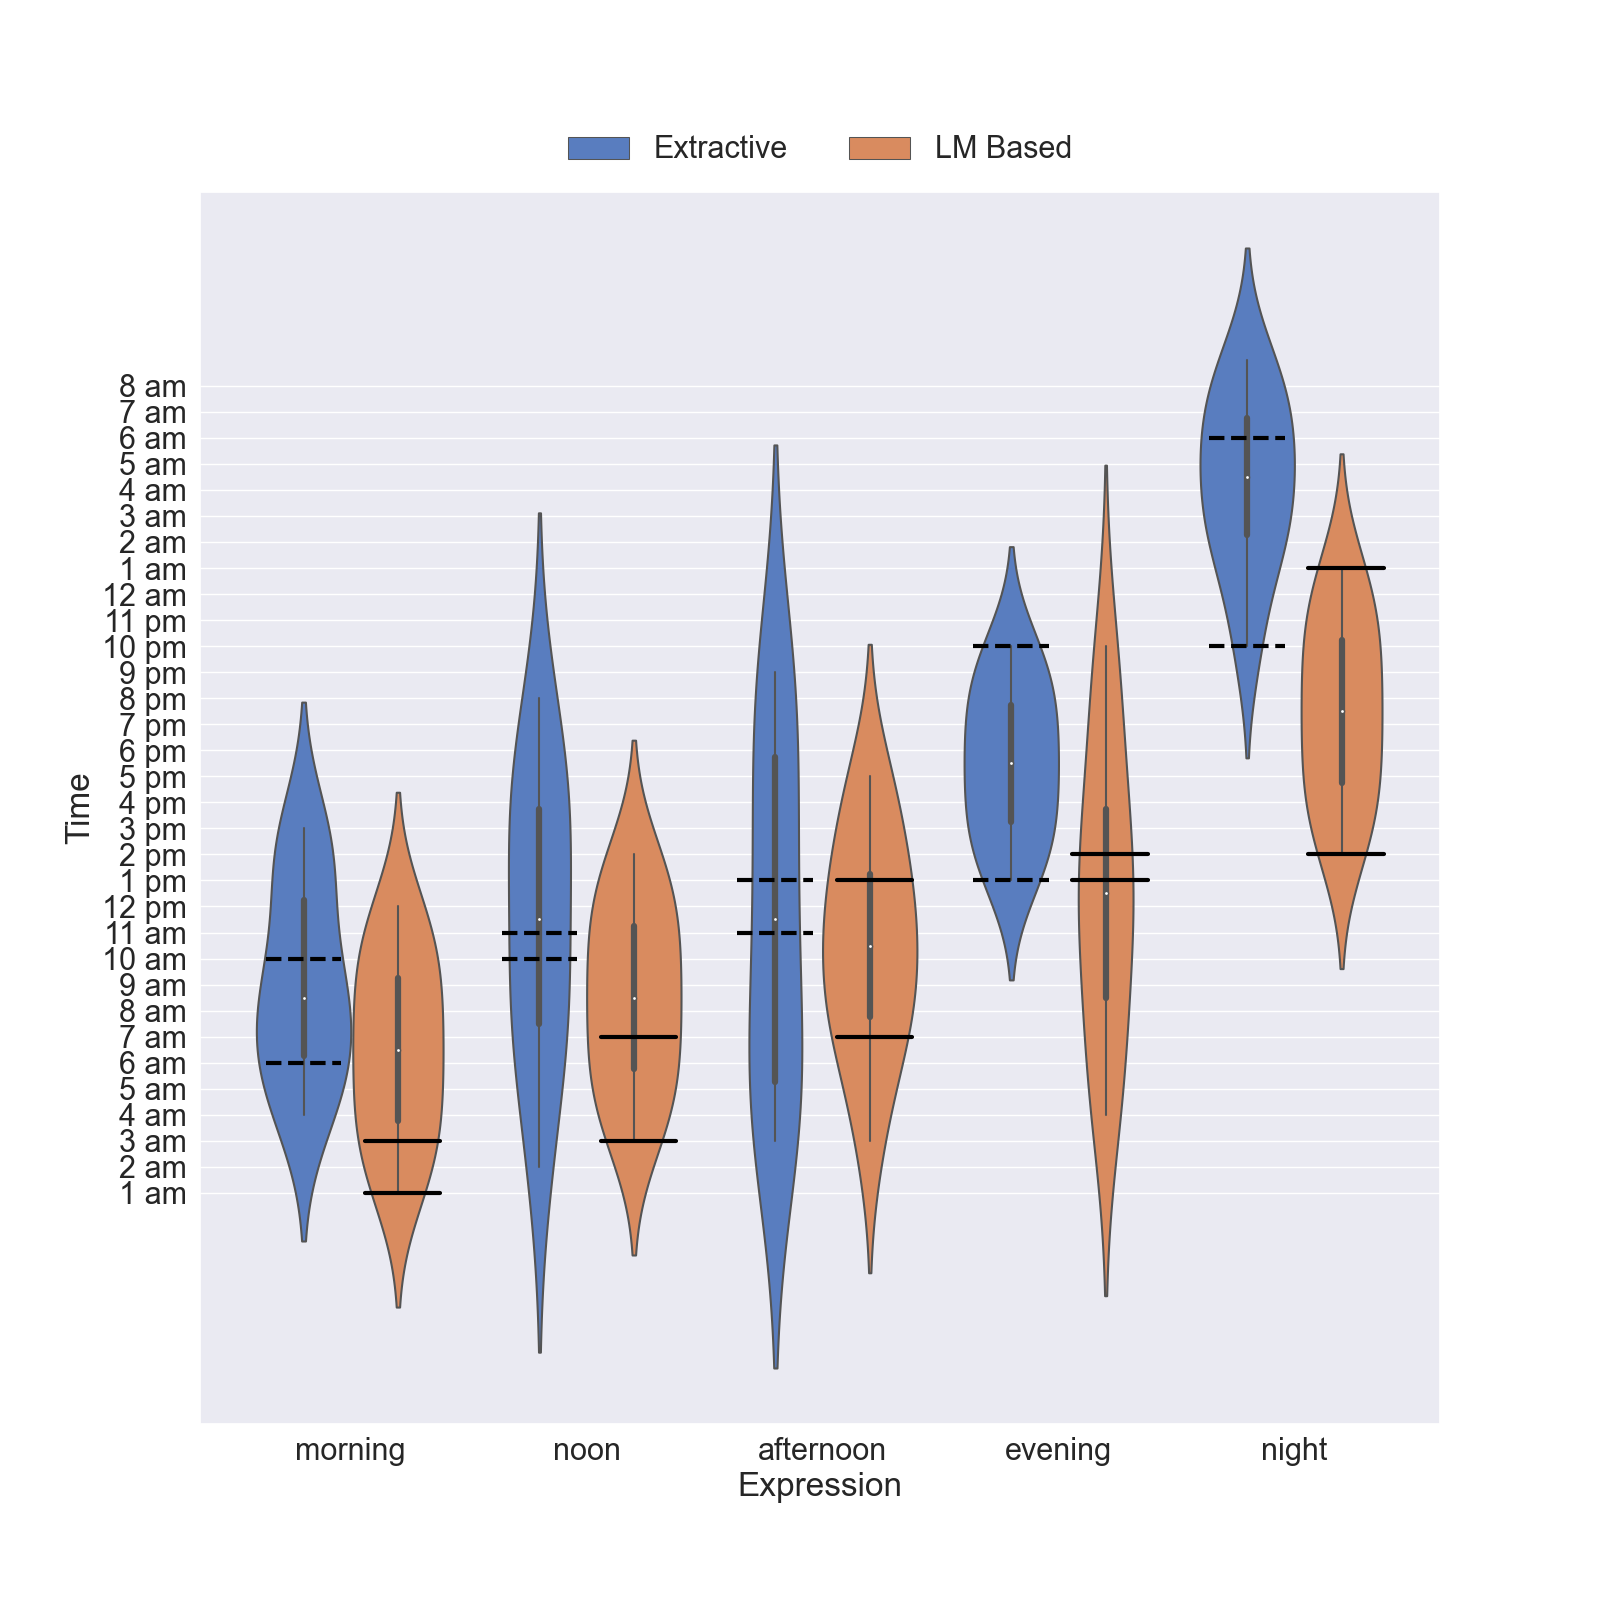 Extractive LM Based
8 am
7 am
6 am
5 am
4 am
3 am
2 am
1 am
12 am
11 pm
10 pm
9 pm
8 pm
7 pm
6 pm
5 pm
4 pm
3 pm
2 pm
1 pm
12 pm
11 am
10 am
9 am
8 am
7 am
6 am
5 am
4 am
3 am
2 am
1 am
Time
morning noon afternoon evening night
Expression